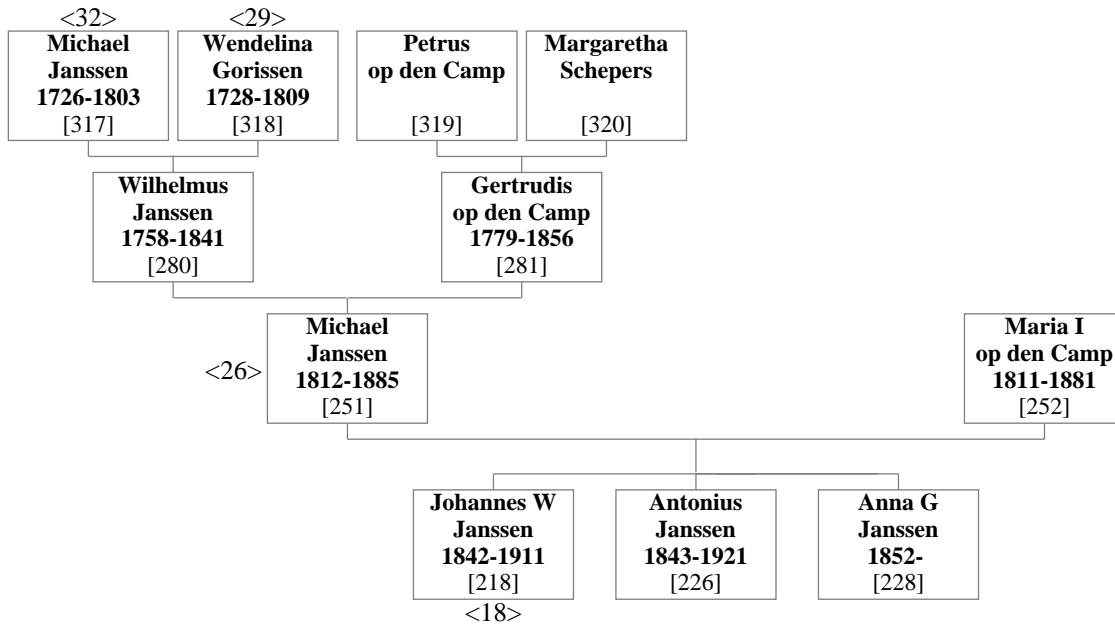 <32>
<29>
Michael
Janssen
1726-1803
[317]
Wendelina
Gorissen
1728-1809
[318]
Petrus
op den Camp
[319]
Margaretha
Schepers
[320]
Wilhelmus
Janssen
1758-1841
[280]
Gertrudis
op den Camp
1779-1856
[281]
<26>
Michael
Janssen
1812-1885
[251]
Maria I
op den Camp
1811-1881
[252]
Johannes W
Janssen
1842-1911
[218]
Antonius
Janssen
1843-1921
[226]
Anna G
Janssen
1852-
[228]
<18>